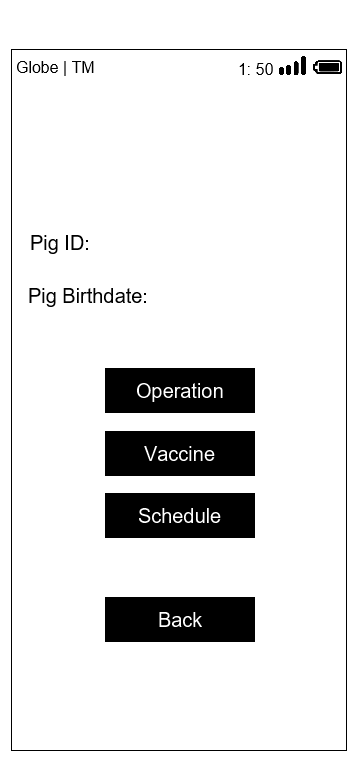 Globe | TM 1: 50
Pig ID:
Pig Birthdate:
Operation
Vaccine
Schedule
Back